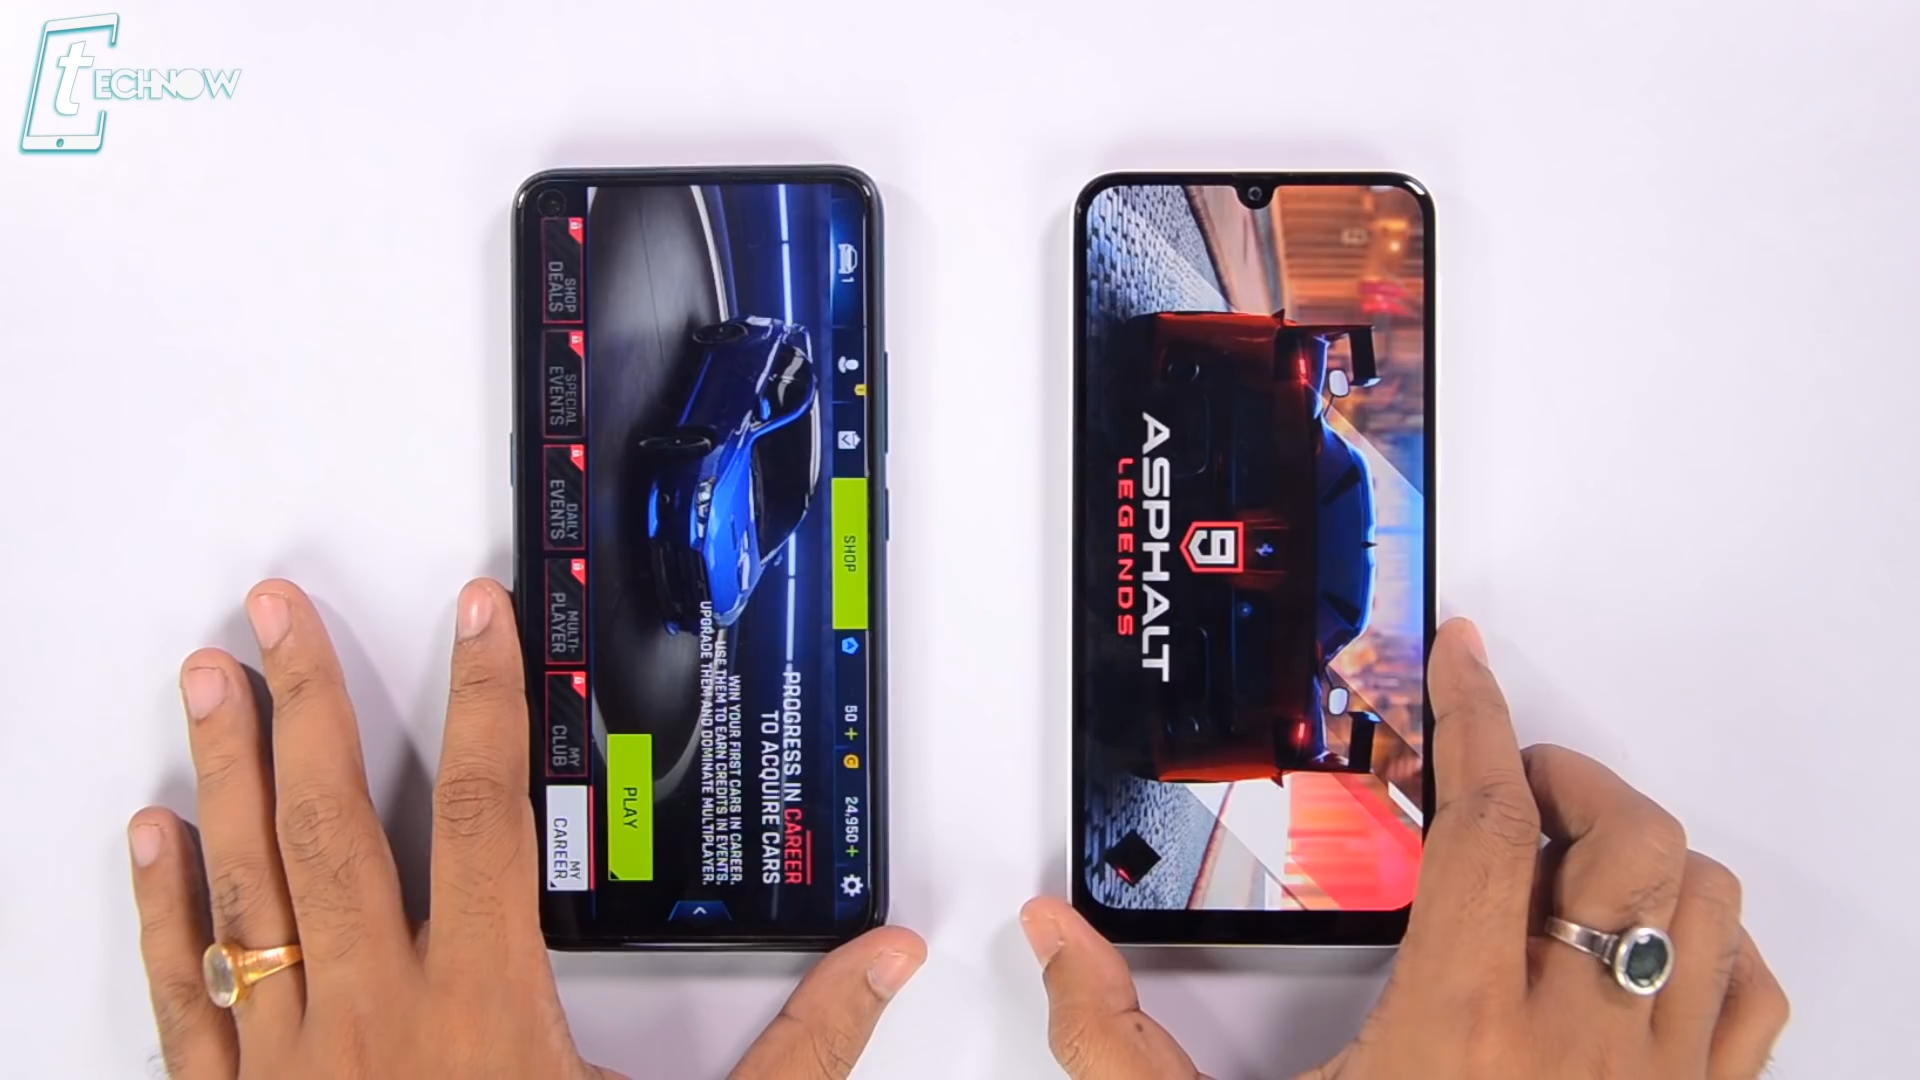 tECHNOW
1
SHOP
50 +
24,950 +
SHOP
DEALS
SPECIAL
EVENTS
DAILY
EVENTS
MULTI-
PLAYER
MY
CLUB
MY
CAREER
PROGRESS IN CAREER
TO ACQUIRE CARS
WIN YOUR FIRST CARS IN CAREER.
USE THEM TO EARN CREDITS IN EVENTS.
UPGRADE THEM AND DOMINATE MULTIPLAYER.
PLAY
9
ASPHALT
LEGENDS